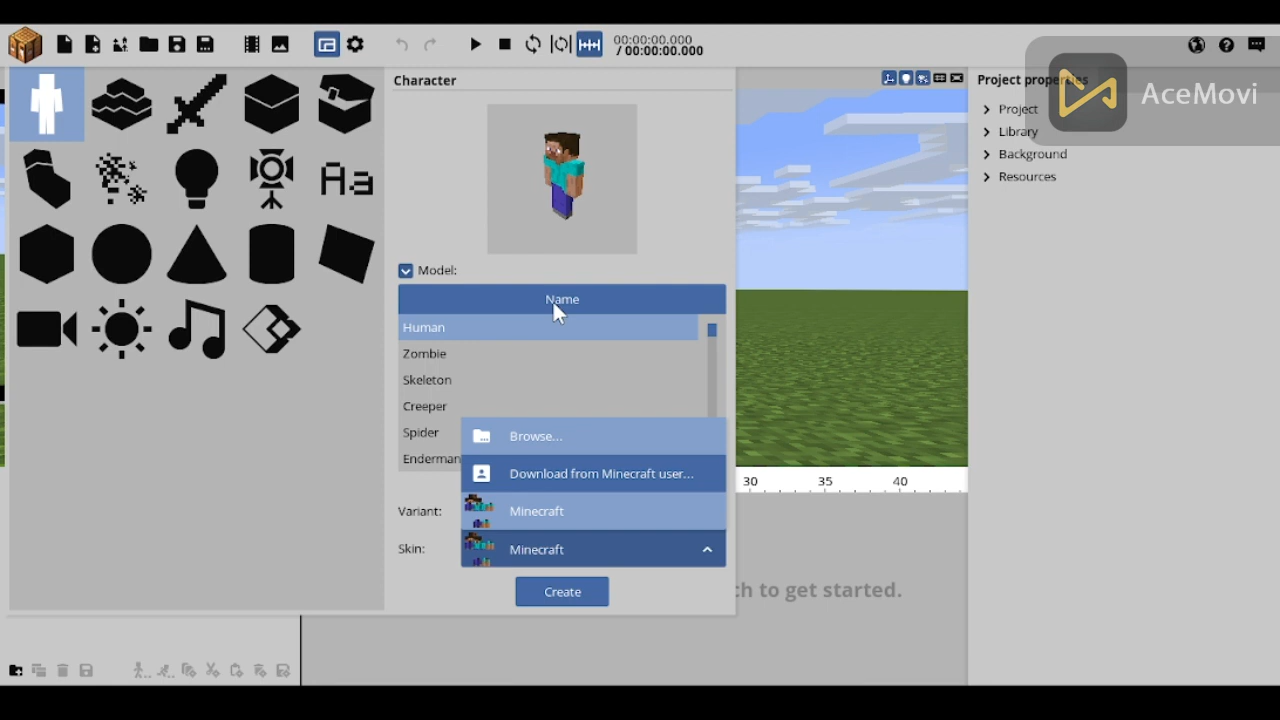 00:00:00.000
/ 00:00:00.000
AceMovi
Character
Project properties
Project
Library
Background
Resources
Aa
Model:
Name
Human
Zombie
Skeleton
Creeper
Spider
Enderman
Browse...
Download from Minecraft user...
Variant:
Minecraft
Skin:
Minecraft
Create
30 35 40
to get started.